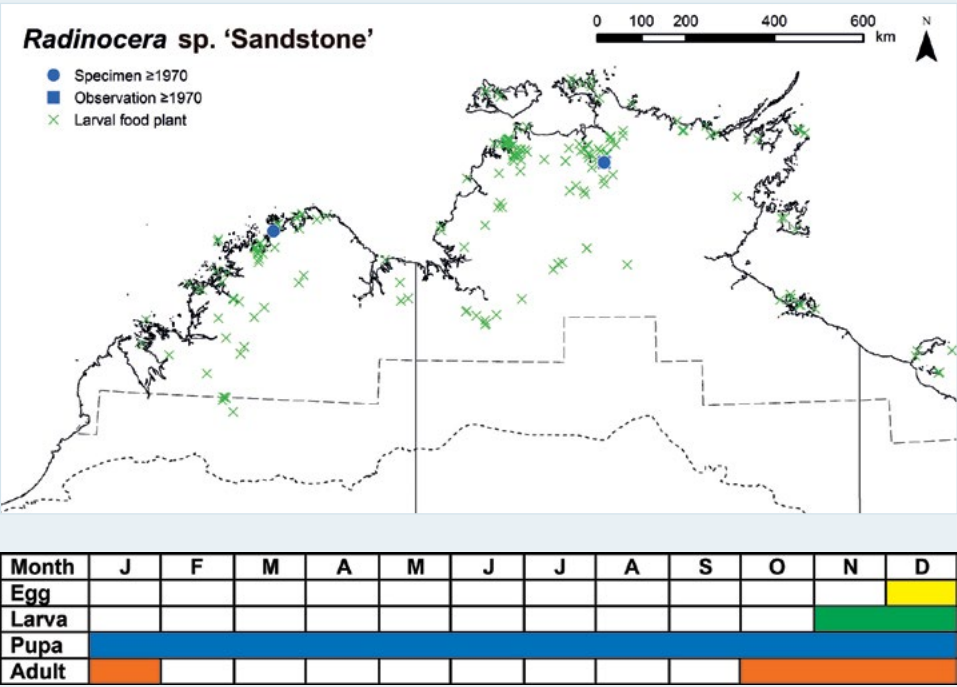 Radinocera sp. ‘Sandstone’
Specimen ≥1970
Observation ≥1970
Larval food plant
0 100 200 400 600
km
N
Month J F M A M J J A S O N D
Egg
Larva
Pupa
Adult